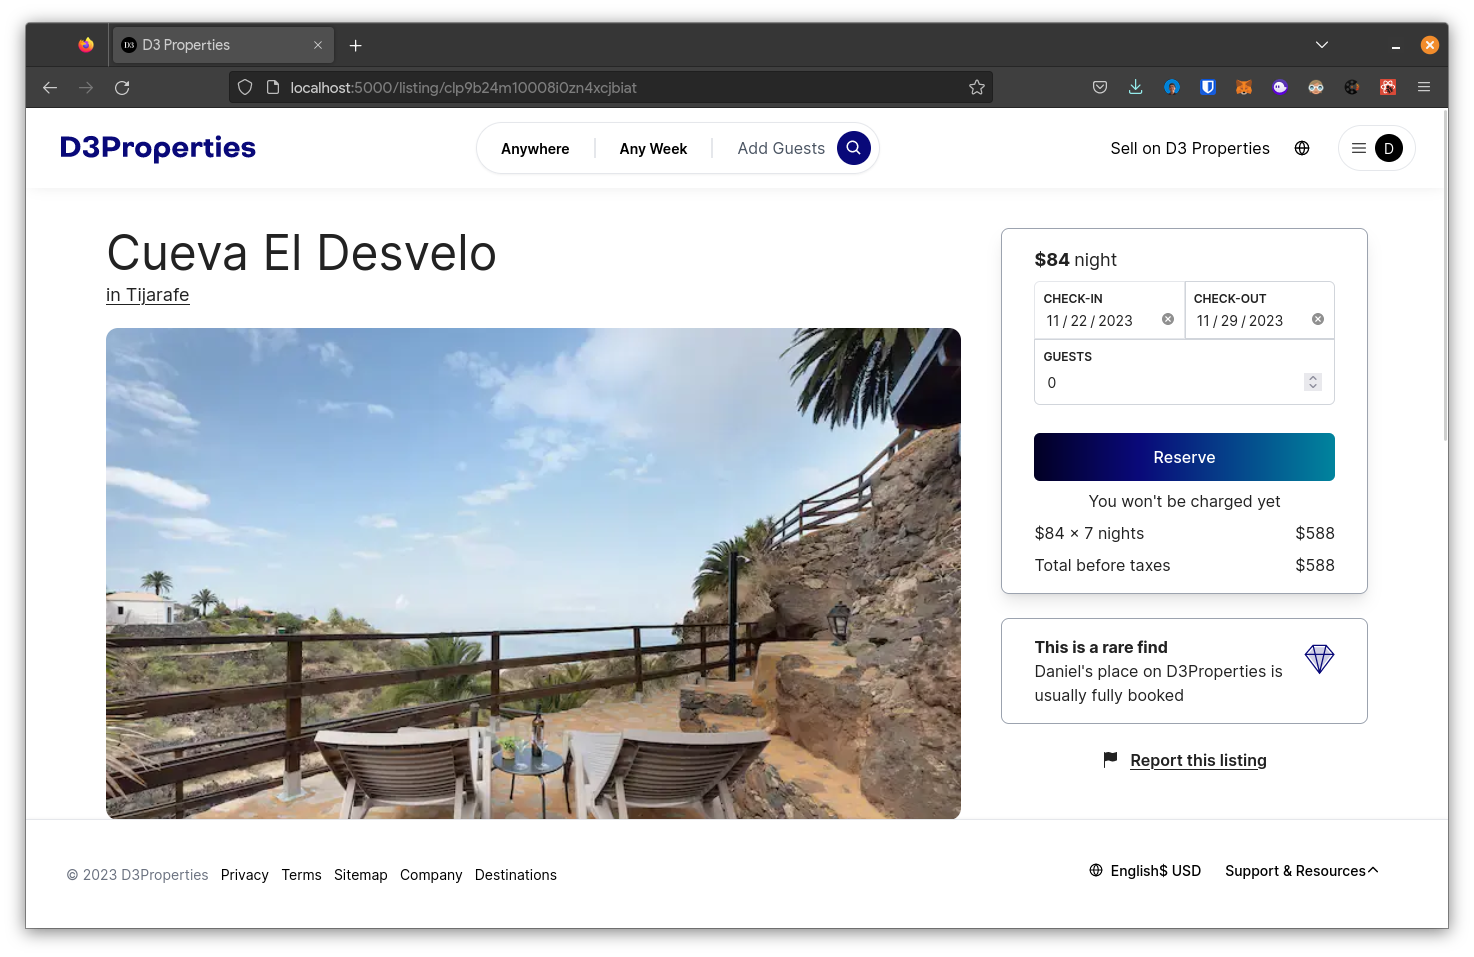 D3 Properties
localhost:5000/listing/clp9b24m10008i0zn4xcjbiat
D3Properties
Anywhere
Any Week
Add Guests
Sell on D3 Properties
D
Cueva El Desvelo
in Tijarafe
$84 night
CHECK-IN
11 / 22 / 2023
CHECK-OUT
11 / 29 / 2023
GUESTS
0
Reserve
You won't be charged yet
$84 × 7 nights $588
Total before taxes $588
This is a rare find
Daniel's place on D3Properties is
usually fully booked
Report this listing
© 2023 D3Properties Privacy Terms Sitemap Company Destinations
English$ USD Support & Resources